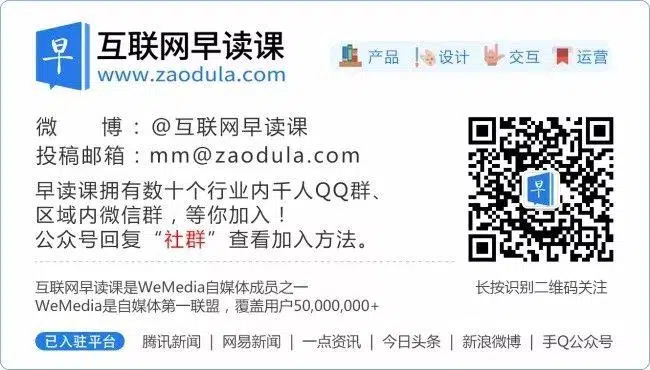 早
互联网早读课
www.zaodula.com
产品 设计 交互 运营
微 博：@互联网早读课
投稿邮箱：mm@zaodula.com
早读课拥有数十个行业内千人QQ群、
区域内微信群，等你加入！
公众号回复“社群”查看加入方法。
早
长按识别二维码关注
互联网早读课是WeMedia自媒体成员之一
WeMedia是自媒体第一联盟，覆盖用户50,000,000+
已入驻平台 腾讯新闻 | 网易新闻 | 一点资讯 | 今日头条 | 新浪微博 | 手Q公众号